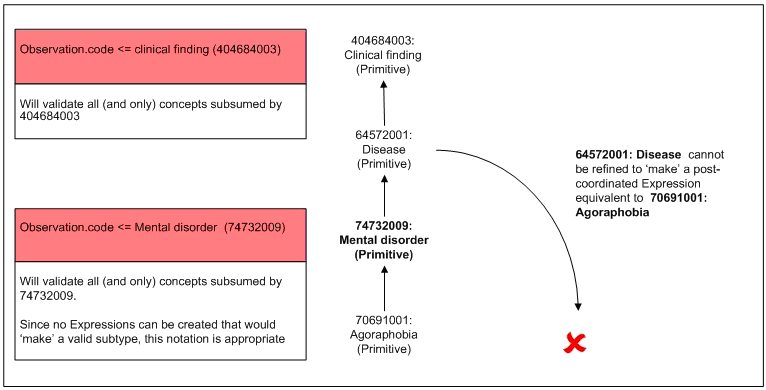 Observation.code <= clinical finding (404684003)
Will validate all (and only) concepts subsumed by
404684003
Observation.code <= Mental disorder  (74732009)
Will validate all (and only) concepts subsumed by
74732009.
Since no Expressions can be created that would
‘make’ a valid subtype, this notation is appropriate
404684003:
Clinical finding
(Primitive)
64572001:
Disease
(Primitive)
74732009:
Mental disorder
(Primitive)
70691001:
Agoraphobia
(Primitive)
64572001: Disease  cannot
be refined to ‘make’ a post-
coordinated Expression
equivalent to  70691001:
Agoraphobia